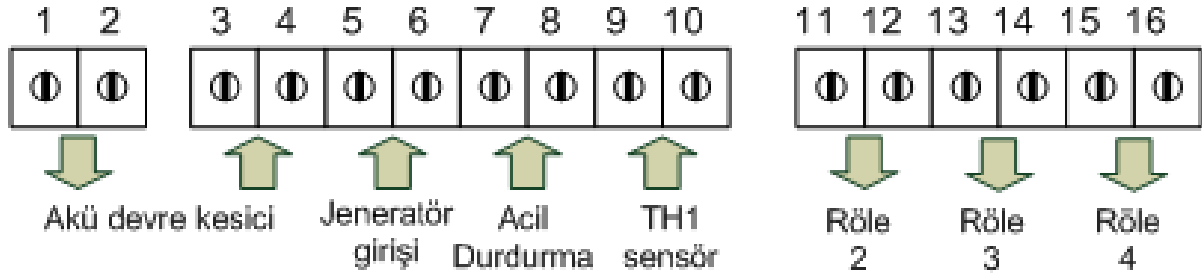 1 2 3 4 5 6 7 8 9 10 11 12 13 14 15 16
Akü devre kesici
Jeneratör
girişi
Acil
Durdurma
TH1
sensör
Röle
2
Röle
3
Röle
4